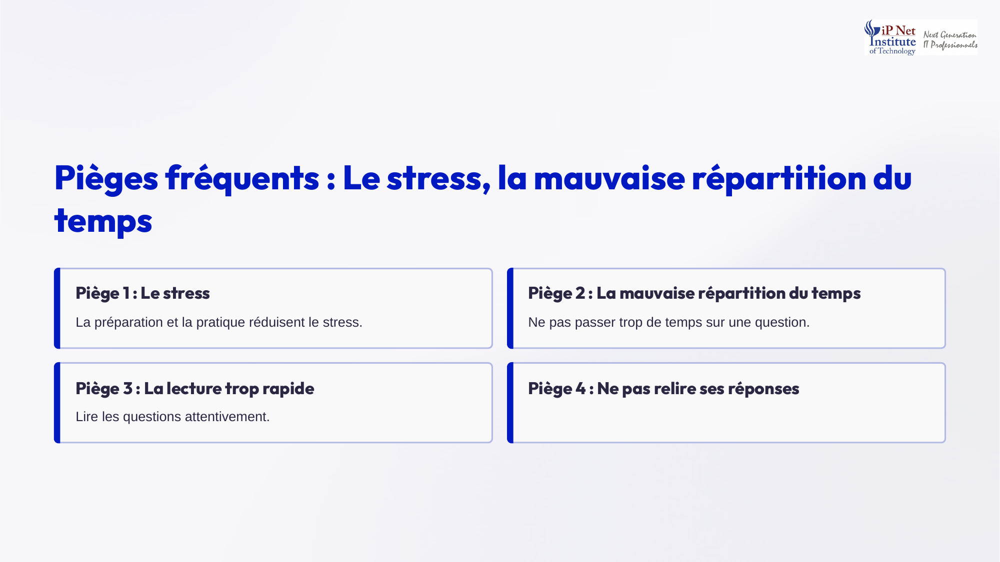 iP Net
Institute
of Technology
Next Generation
IT Professionnels
Pièges fréquents : Le stress, la mauvaise répartition du
temps
Piège 1 : Le stress
La préparation et la pratique réduisent le stress.
Piège 2 : La mauvaise répartition du temps
Ne pas passer trop de temps sur une question.
Piège 3 : La lecture trop rapide
Lire les questions attentivement.
Piège 4 : Ne pas relire ses réponses